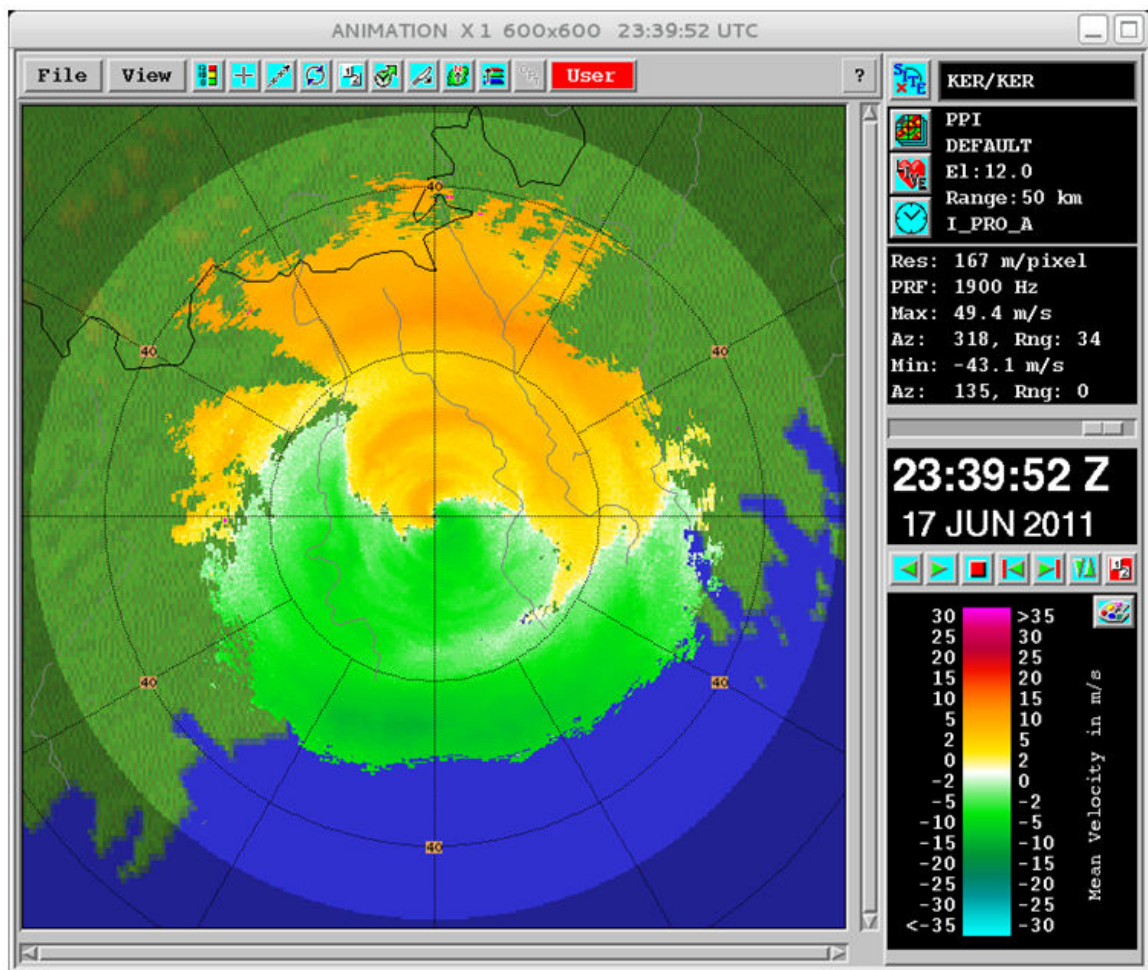 ANIMATION X 1 600x600 23:39:52 UTC
File View User ?
SITE KER/KER
PPI
DEFAULT
El:12.0
Range:50 km
I_PRO_A
Res: 167 m/pixel
PRF: 1900 Hz
Max: 49.4 m/s
Az: 318, Rng: 34
Min: -43.1 m/s
Az: 135, Rng: 0
40
40
40
40
40
40
23:39:52 Z
17 JUN 2011
30 >35
25 30
20 25
15 20
10 15
5 10
2 5
0 2
-2 0
-5 -2
-10 -5
-15 -10
-20 -15
-25 -20
-30 -25
<-35 -30
Mean Velocity in m/s